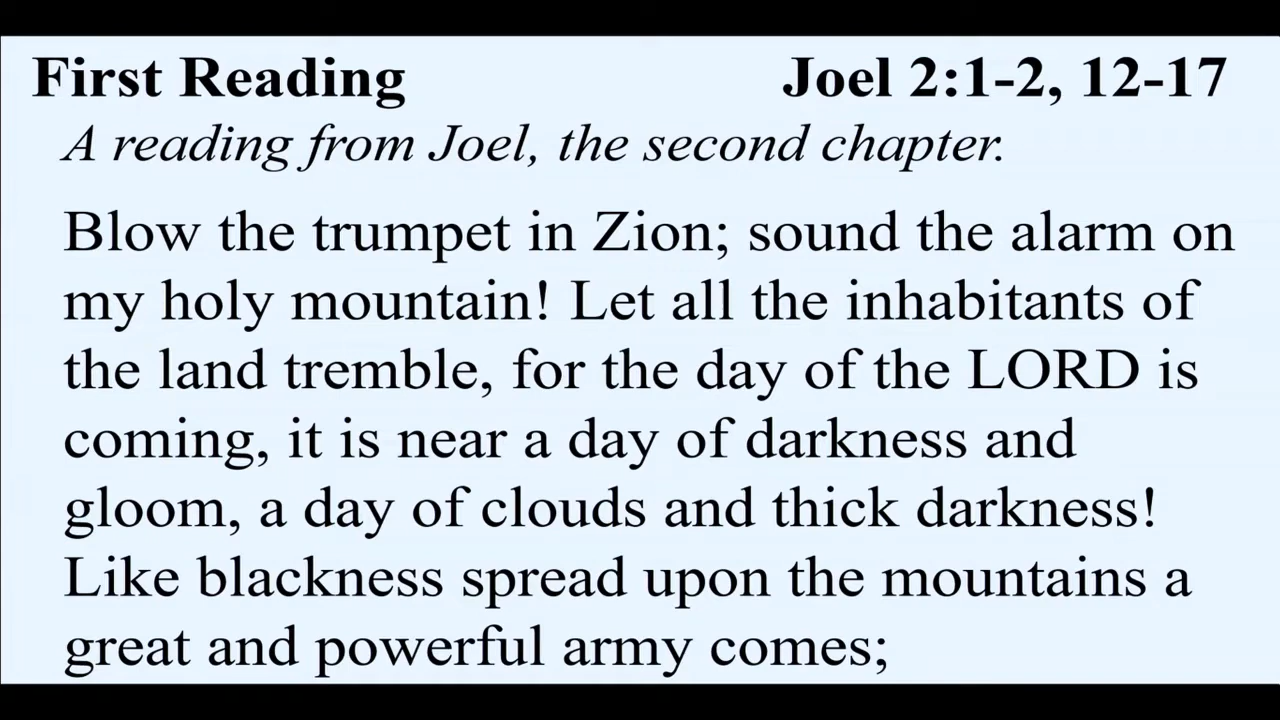 First Reading Joel 2:1-2, 12-17
A reading from Joel, the second chapter.
Blow the trumpet in Zion; sound the alarm on
my holy mountain! Let all the inhabitants of
the land tremble, for the day of the LORD is
coming, it is near a day of darkness and
gloom, a day of clouds and thick darkness!
Like blackness spread upon the mountains a
great and powerful army comes;